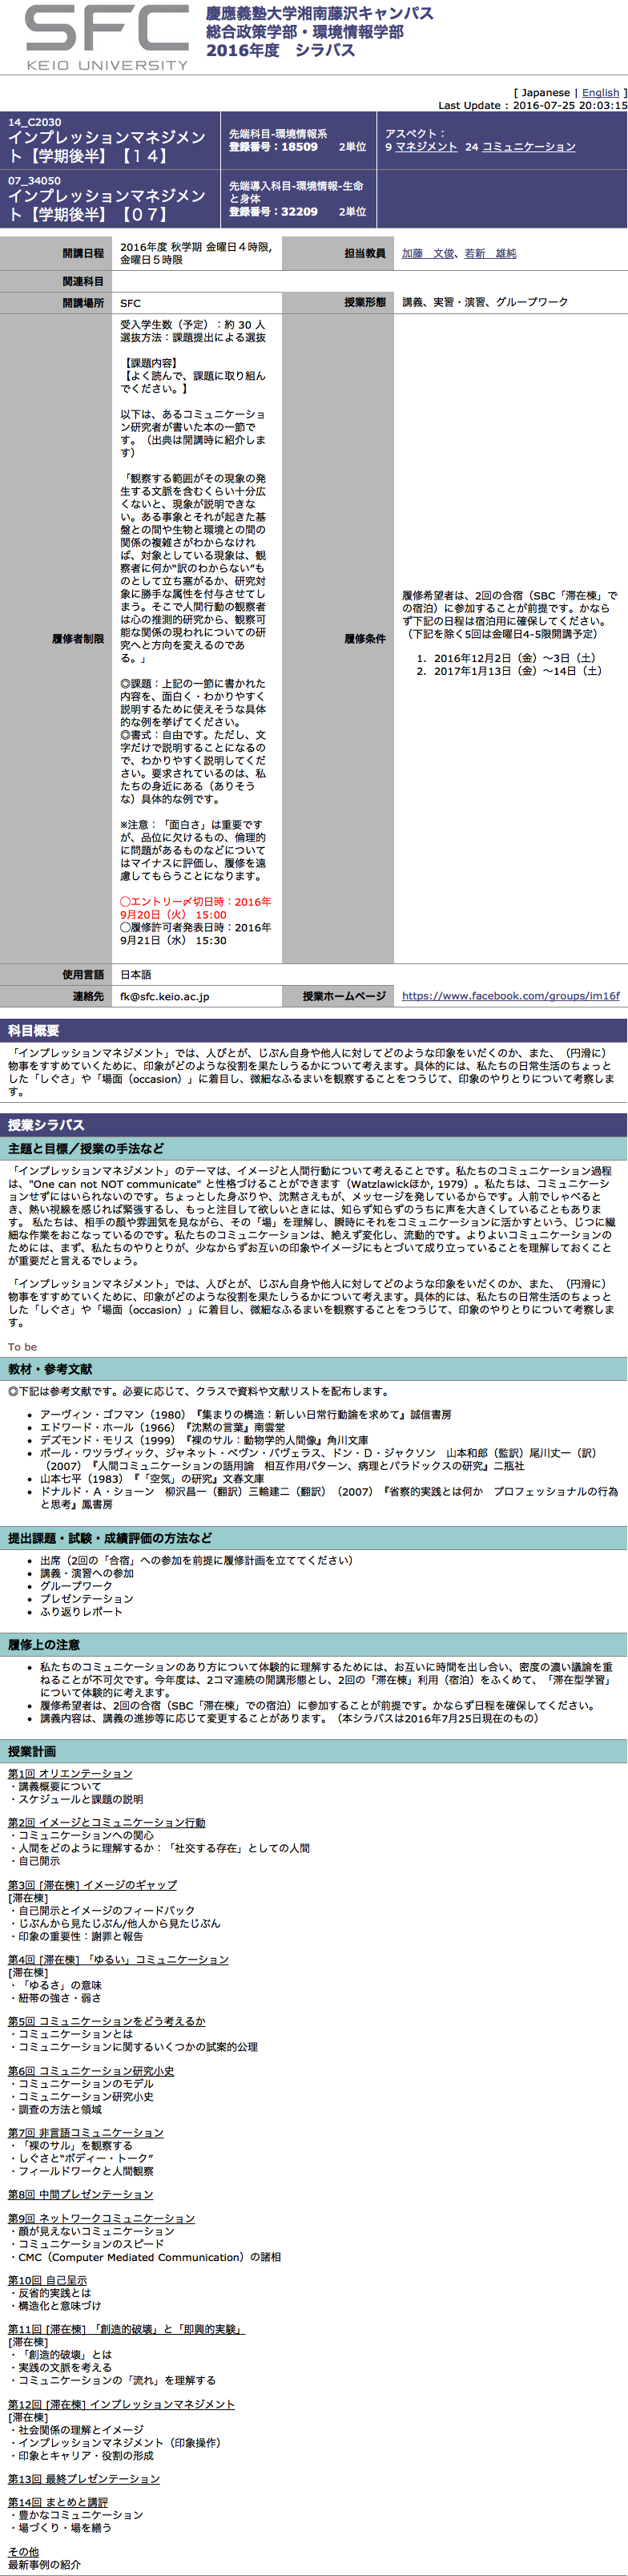 SFC
KEIO UNIVERSITY
慶應義塾大学湘南藤沢キャンパス
総合政策学部・環境情報学部
2016年度　シラバス
[ Japanese | English ]
Last Update : 2016-07-25 20:03:15
14_C2030
インプレッションマネジメン
ト【学期後半】【１４】
先端科目-環境情報系
登録番号：18509　2単位
アスペクト：
9 マネジメント 24 コミュニケーション
07_34050
インプレッションマネジメン
ト【学期後半】【０７】
先端導入科目-環境情報-生命
と身体
登録番号：32209　2単位
開講日程
2016年度 秋学期 金曜日４時限,
金曜日５時限
担当教員
加藤　文俊、若新　雄純
関連科目
開講場所
SFC
授業形態
講義、実習・演習、グループワーク
履修者制限
受入学生数（予定）：約 30 人
選抜方法：課題提出による選抜
【課題内容】
【よく読んで、課題に取り組ん
でください。】
以下は、あるコミュニケーショ
ン研究者が書いた本の一節で
す。（出典は開講時に紹介しま
す）
「観察する範囲がその現象の発
生する文脈を含むくらい十分広
くないと、現象が説明できな
い。ある事象とそれが起きた基
盤との間や生物と環境との間の
関係の複雑さがわからなけれ
ば、対象としている現象は、観
察者に何か“訳のわからない”も
のとして立ち塞がるか、研究対
象に勝手な属性を付与させてし
まう。そこで人間行動の観察者
は心の推測的研究から、観察可
能な関係の現われについての研
究へと方向を変えるのであ
る。」
◎課題：上記の一節に書かれた
内容を、面白く・わかりやすく
説明するために使えそうな具体
的な例を挙げてください。
◎書式：自由です。ただし、文
字だけで説明することになるの
で、わかりやすく説明してくだ
さい。要求されているのは、私
たちの身近にある（ありそう
な）具体的な例です。
※注意：「面白さ」は重要です
が、品位に欠けるもの、倫理的
に問題があるものなどについて
はマイナスに評価し、履修を遠
慮してもらうことになります。
◯エントリー〆切日時：2016年
9月20日（火） 15:00
◯履修許可者発表日時：2016年
9月21日（水） 15:30
履修条件
履修希望者は、2回の合宿（SBC「滞在棟」で
の宿泊）に参加することが前提です。かなら
ず下記の日程は宿泊用に確保してください。
（下記を除く5回は金曜日4-5限開講予定）
1. 2016年12月2日（金）〜3日（土）
2. 2017年1月13日（金）〜14日（土）
使用言語
日本語
連絡先
fk@sfc.keio.ac.jp
授業ホームページ
https://www.facebook.com/groups/im16f
科目概要
「インプレッションマネジメント」では、人びとが、じぶん自身や他人に対してどのような印象をいだくのか、また、（円滑に）
物事をすすめていくために、印象がどのような役割を果たしうるかについて考えます。具体的には、私たちの日常生活のちょっと
した「しぐさ」や「場面（occasion）」に着目し、微細なふるまいを観察することをつうじて、印象のやりとりについて考察しま
す。
授業シラバス
主題と目標／授業の手法など
「インプレッションマネジメント」のテーマは、イメージと人間行動について考えることです。私たちのコミュニケーション過程
は、"One can not NOT communicate" と性格づけることができます（Watzlawickほか, 1979）。私たちは、コミュニケーシ
ョンせずにはいられないのです。ちょっとした身ぶりや、沈黙さえもが、メッセージを発しているからです。人前でしゃべると
き、熱い視線を感じれば緊張するし、もっと注目して欲しいときには、知らず知らずのうちに声を大きくしていることもありま
す。 私たちは、相手の顔や雰囲気を見ながら、その「場」を理解し、瞬時にそれをコミュニケーションに活かすという、じつに繊
細な作業をおこなっているのです。私たちのコミュニケーションは、絶えず変化し、流動的です。よりよいコミュニケーションの
ためには、まず、私たちのやりとりが、少なからずお互いの印象やイメージにもとづいて成り立っていることを理解しておくこと
が重要だと言えるでしょう。
「インプレッションマネジメント」では、人びとが、じぶん自身や他人に対してどのような印象をいだくのか、また、（円滑に）
物事をすすめていくために、印象がどのような役割を果たしうるかについて考えます。具体的には、私たちの日常生活のちょっと
した「しぐさ」や「場面（occasion）」に着目し、微細なふるまいを観察することをつうじて、印象のやりとりについて考察しま
す。
To be
教材・参考文献
◎下記は参考文献です。必要に応じて、クラスで資料や文献リストを配布します。
• アーヴィン・ゴフマン（1980）『集まりの構造：新しい日常行動論を求めて』誠信書房
• エドワード・ホール（1966）『沈黙の言葉』南雲堂
• デズモンド・モリス（1999）『裸のサル：動物学的人間像』角川文庫
• ポール・ワツラヴィック、ジャネット・ベヴン・バヴェラス、ドン・D・ジャクソン　山本和郎（監訳）尾川丈一（訳）
（2007）『人間コミュニケーションの語用論　相互作用パターン、病理とパラドックスの研究』二瓶社
• 山本七平（1983）『「空気」の研究』文春文庫
• ドナルド・A・ショーン　柳沢昌一（翻訳）三輪建二（翻訳）（2007）『省察的実践とは何か　プロフェッショナルの行為
と思考』鳳書房
提出課題・試験・成績評価の方法など
• 出席（2回の「合宿」への参加を前提に履修計画を立ててください）
• 講義・演習への参加
• グループワーク
• プレゼンテーション
• ふり返りレポート
履修上の注意
• 私たちのコミュニケーションのあり方について体験的に理解するためには、お互いに時間を出し合い、密度の濃い議論を重
ねることが不可欠です。今年度は、2コマ連続の開講形態とし、2回の「滞在棟」利用（宿泊）をふくめて、「滞在型学習」
について体験的に考えます。
• 履修希望者は、2回の合宿（SBC「滞在棟」での宿泊）に参加することが前提です。かならず日程を確保してください。
• 講義内容は、講義の進捗等に応じて変更することがあります。（本シラバスは2016年7月25日現在のもの）
授業計画
第1回 オリエンテーション
・講義概要について
・スケジュールと課題の説明
第2回 イメージとコミュニケーション行動
・コミュニケーションへの関心
・人間をどのように理解するか：「社交する存在」としての人間
・自己開示
第3回 [滞在棟] イメージのギャップ
[滞在棟]
・自己開示とイメージのフィードバック
・じぶんから見たじぶん/他人から見たじぶん
・印象の重要性：謝罪と報告
第4回 [滞在棟] 「ゆるい」コミュニケーション
[滞在棟]
・「ゆるさ」の意味
・紐帯の強さ・弱さ
第5回 コミュニケーションをどう考えるか
・コミュニケーションとは
・コミュニケーションに関するいくつかの試案的公理
第6回 コミュニケーション研究小史
・コミュニケーションのモデル
・コミュニケーション研究小史
・調査の方法と領域
第7回 非言語コミュニケーション
・「裸のサル」を観察する
・しぐさと“ボディー・トーク”
・フィールドワークと人間観察
第8回 中間プレゼンテーション
第9回 ネットワークコミュニケーション
・顔が見えないコミュニケーション
・コミュニケーションのスピード
・CMC（Computer Mediated Communication）の諸相
第10回 自己呈示
・反省的実践とは
・構造化と意味づけ
第11回 [滞在棟] 「創造的破壊」と「即興的実験」
[滞在棟]
・「創造的破壊」とは
・実践の文脈を考える
・コミュニケーションの「流れ」を理解する
第12回 [滞在棟] インプレッションマネジメント
[滞在棟]
・社会関係の理解とイメージ
・インプレッションマネジメント（印象操作）
・印象とキャリア・役割の形成
第13回 最終プレゼンテーション
第14回 まとめと講評
・豊かなコミュニケーション
・場づくり・場を繕う
その他
最新事例の紹介